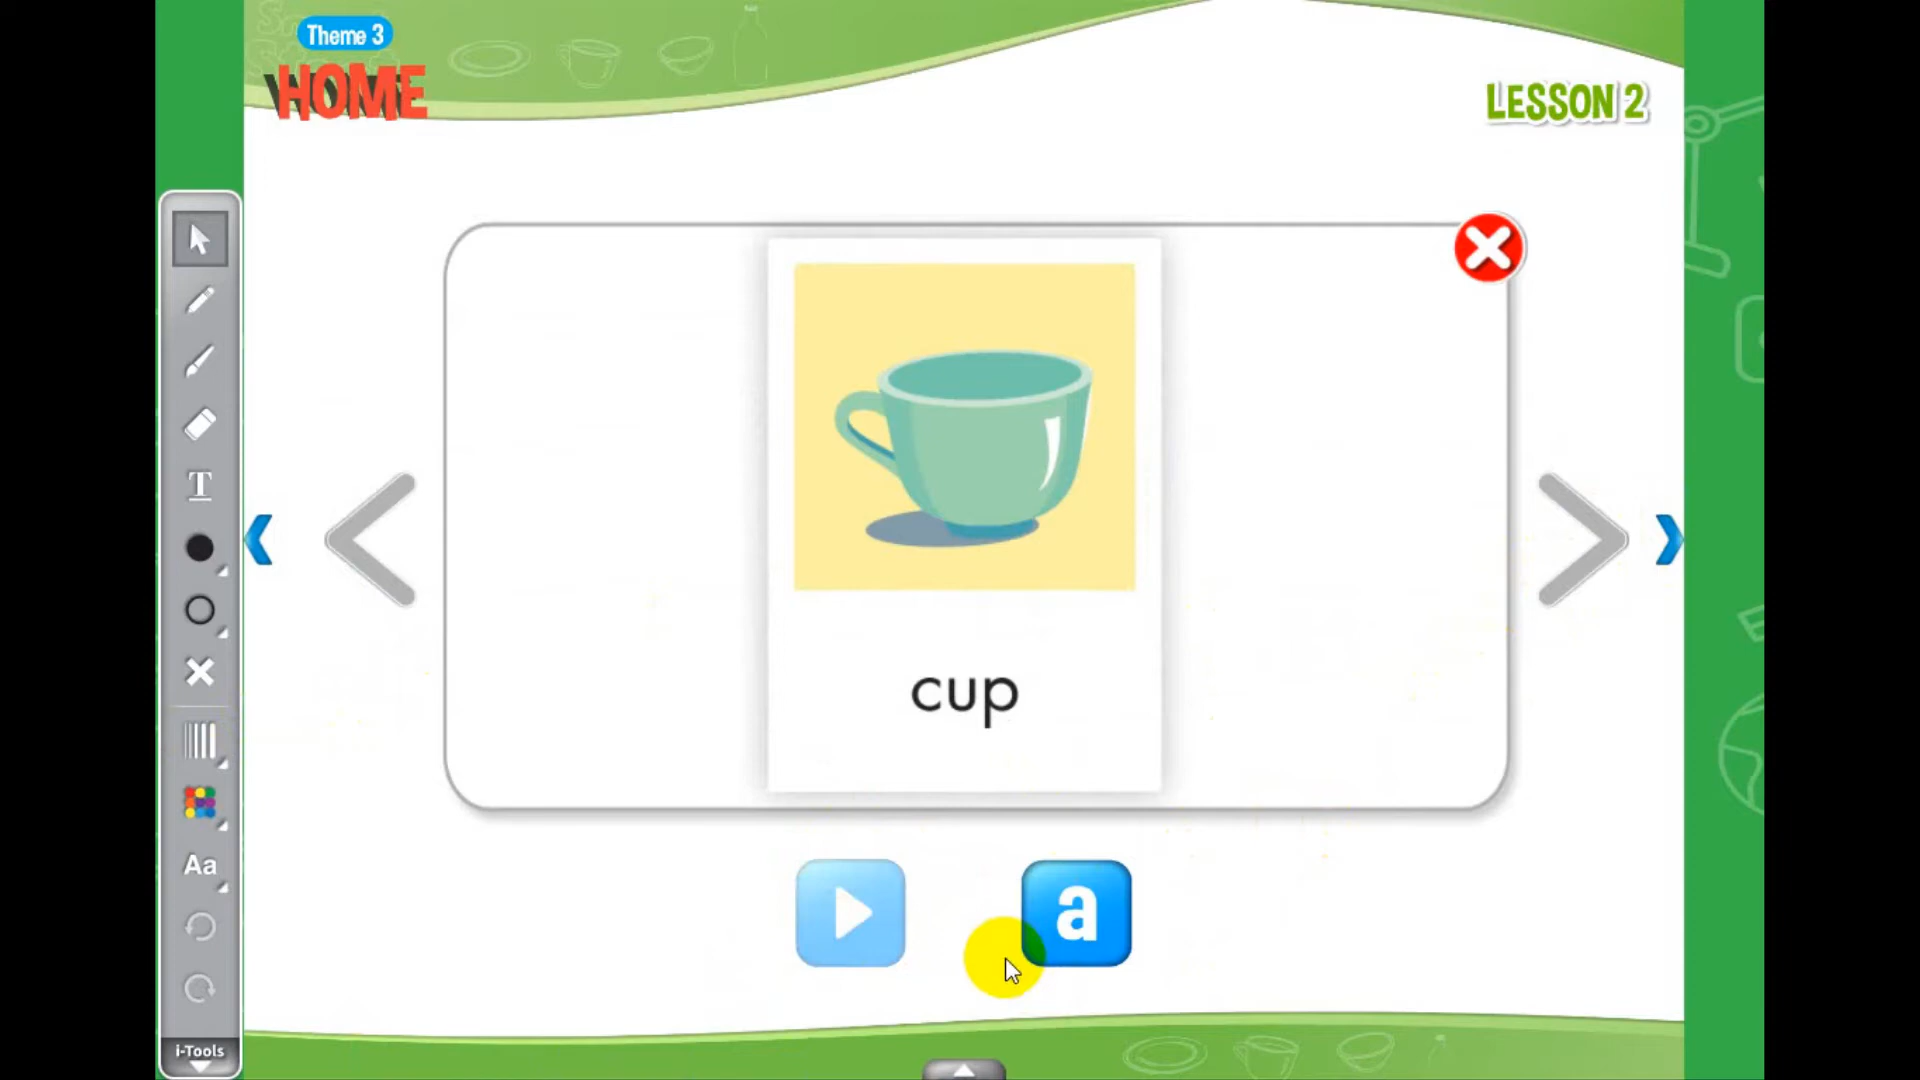 Theme 3
HOME
LESSON 2
T
cup
Aa
a
i-Tools